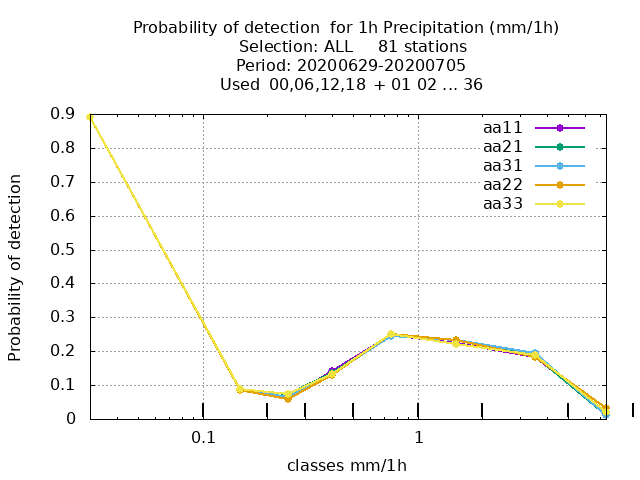 Probability of detection  for 1h Precipitation (mm/1h)
Selection: ALL     81 stations
Period: 20200629-20200705
Used  00,06,12,18  + 01 02 ... 36
aa11
aa21
aa31
aa22
aa33
Probability of detection
0.9
0.8
0.7
0.6
0.5
0.4
0.3
0.2
0.1
0
0.1 1
classes mm/1h